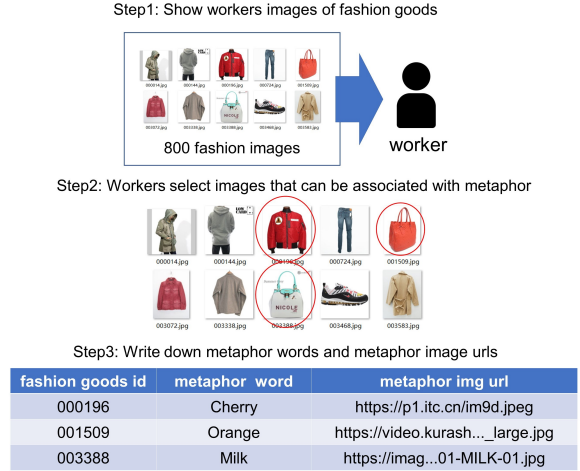 Step1: Show workers images of fashion goods
000014.jpg 000144.jpg 000196.jpg 000724.jpg 001509.jpg
NICOLE
003072.jpg 003338.jpg 003388.jpg 003468.jpg 003583.jpg
800 fashion images
worker
Step2: Workers select images that can be associated with metaphor
000014.jpg 000144.jpg 000196.jpg 000724.jpg 001509.jpg
NICOLE
003072.jpg 003338.jpg 003388.jpg 003468.jpg 003583.jpg
Step3: Write down metaphor words and metaphor image urls
fashion goods id metaphor word metaphor img url
000196 Cherry https://p1.itc.cn/im9d.jpeg
001509 Orange https://video.kurash..._large.jpg
003388 Milk https://imag...01-MILK-01.jpg